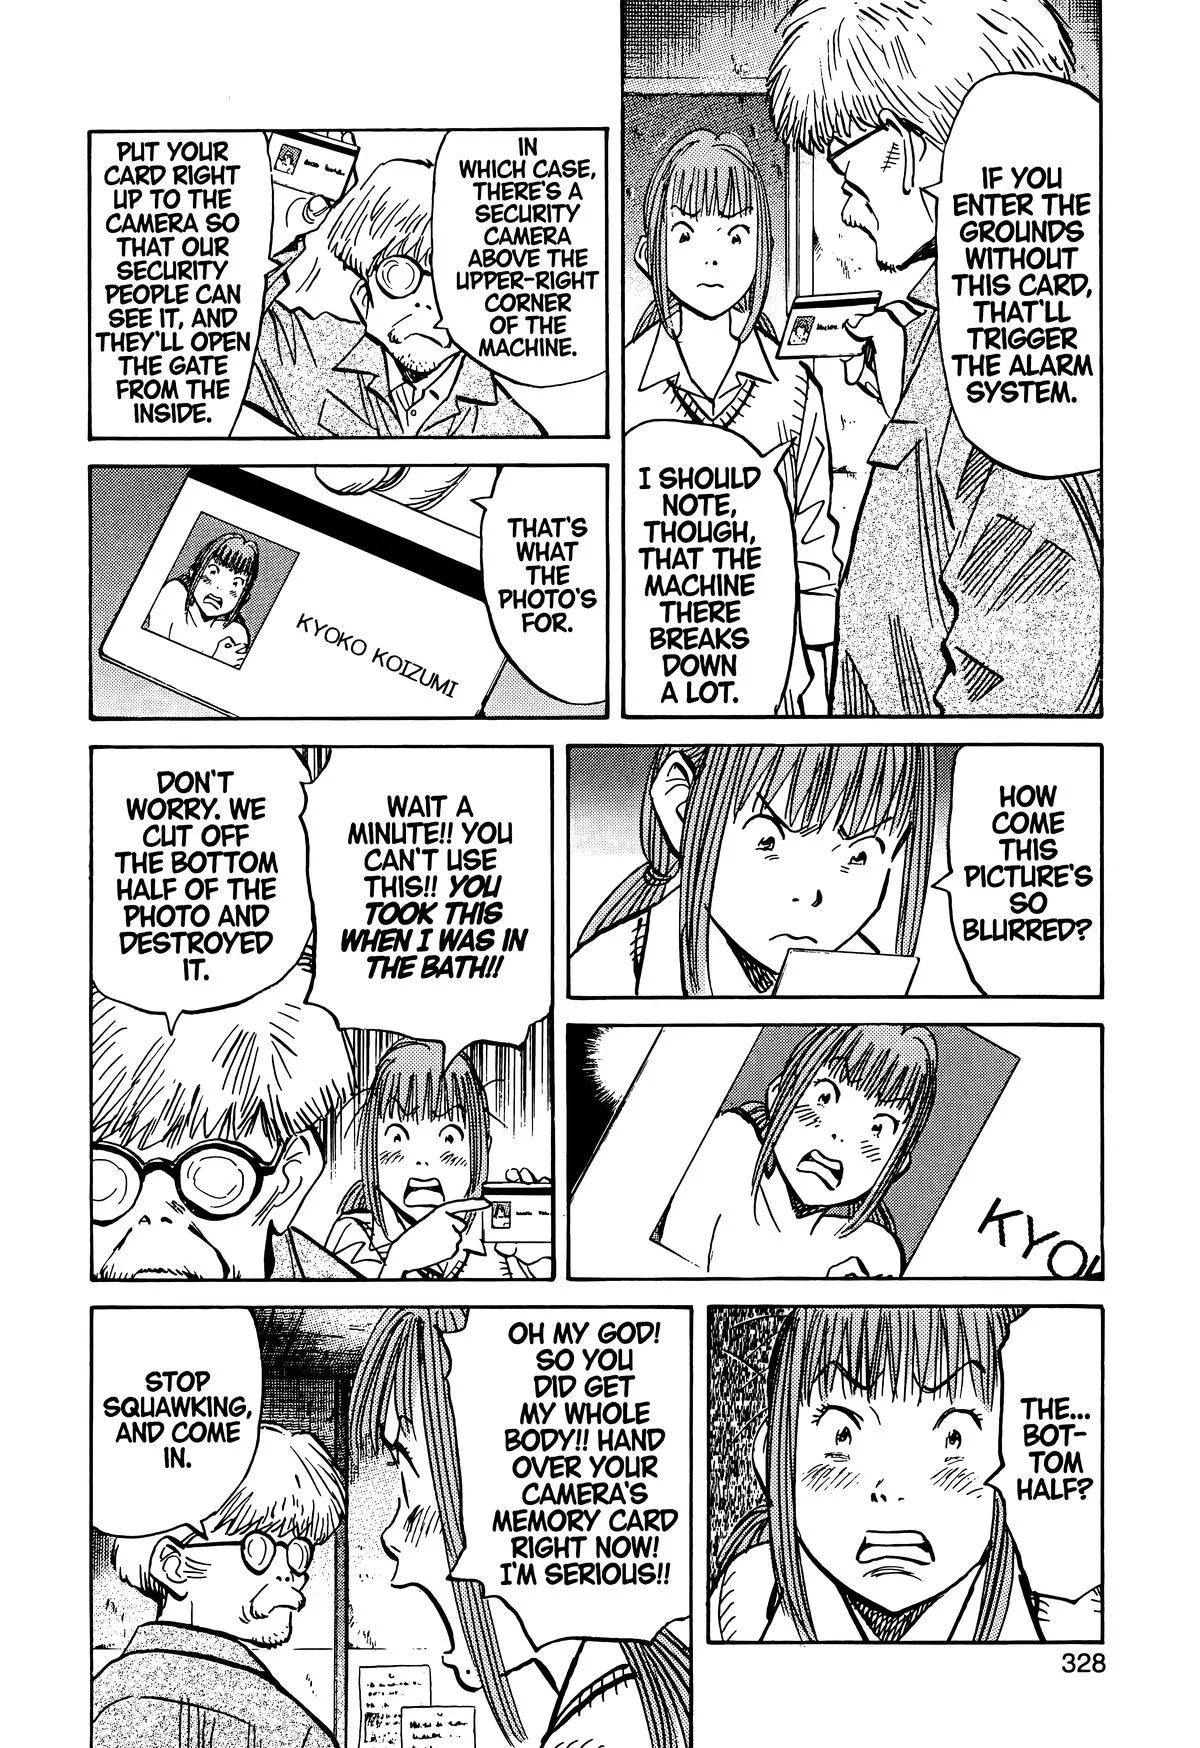 IF YOU
ENTER THE
GROUNDS
WITHOUT
THIS CARD,
THAT'LL
TRIGGER
THE ALARM
SYSTEM.
I SHOULD
NOTE,
THOUGH,
THAT THE
MACHINE
THERE
BREAKS
DOWN
A LOT.
IN
WHICH CASE,
THERE'S A
SECURITY
CAMERA
ABOVE THE
UPPER-RIGHT
CORNER
OF THE
MACHINE.
PUT YOUR
CARD RIGHT
UP TO THE
CAMERA SO
THAT OUR
SECURITY
PEOPLE CAN
SEE IT, AND
THEY'LL OPEN
THE GATE
FROM THE
INSIDE.
THAT'S
WHAT
THE
PHOTO'S
FOR.
KYOKO KOIZUMI
HOW
COME
THIS
PICTURE'S
SO
BLURRED?
KYOK
WAIT A
MINUTE!! YOU
CAN'T USE
THIS!! YOU
TOOK THIS
WHEN I WAS IN
THE BATH!!
DON'T
WORRY. WE
CUT OFF
THE BOTTOM
HALF OF THE
PHOTO AND
DESTROYED
IT.
THE...
BOT-
TOM
HALF?
OH MY GOD!
SO YOU
DID GET
MY WHOLE
BODY!! HAND
OVER YOUR
CAMERA'S
MEMORY CARD
RIGHT NOW!
I'M SERIOUS!!
STOP
SQUAWKING,
AND COME
IN.
328